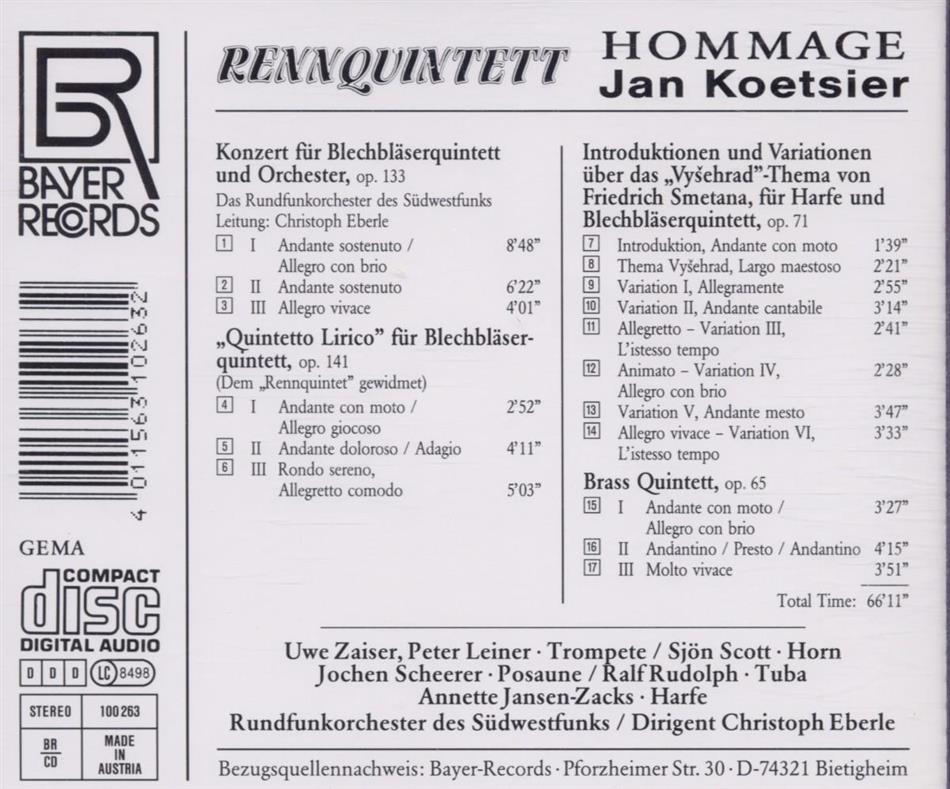 BAYER
RECORDS
4 011563 102632
GEMA
COMPACT
disc
DIGITAL AUDIO
D D D LC 8498
STEREO 100 263
BR
CD
MADE
IN
AUSTRIA
RENNQUINTETT
HOMMAGE
Jan Koetsier
Konzert für Blechbläserquintett
und Orchester, op. 133
Das Rundfunkorchester des Südwestfunks
Leitung: Christoph Eberle
1 I Andante sostenuto / 8'48"
Allegro con brio
2 II Andante sostenuto 6'22"
3 III Allegro vivace 4'01"
„Quintetto Lirico” für Blechbläser-
quintett, op. 141
(Dem „Rennquintet” gewidmet)
4 I Andante con moto / 2'52"
Allegro giocoso
5 II Andante doloroso / Adagio 4'11"
6 III Rondo sereno,
Allegretto comodo 5'03"
Introduktionen und Variationen
über das „Vyšehrad”-Thema von
Friedrich Smetana, für Harfe und
Blechbläserquintett, op. 71
7 Introduktion, Andante con moto 1'39"
8 Thema Vyšehrad, Largo maestoso 2'21"
9 Variation I, Allegramente 2'55"
10 Variation II, Andante cantabile 3'14"
11 Allegretto – Variation III, 2'41"
L'istesso tempo
12 Animato – Variation IV, 2'28"
Allegro con brio
13 Variation V, Andante mesto 3'47"
14 Allegro vivace – Variation VI, 3'33"
L'istesso tempo
Brass Quintett, op. 65
15 I Andante con moto / 3'27"
Allegro con brio
16 II Andantino / Presto / Andantino 4'15"
17 III Molto vivace 3'51"
Total Time: 66'11"
Uwe Zaiser, Peter Leiner · Trompete / Sjön Scott · Horn
Jochen Scheerer · Posaune / Ralf Rudolph · Tuba
Annette Jansen-Zacks · Harfe
Rundfunkorchester des Südwestfunks / Dirigent Christoph Eberle
Bezugsquellennachweis: Bayer-Records · Pforzheimer Str. 30 · D-74321 Bietigheim